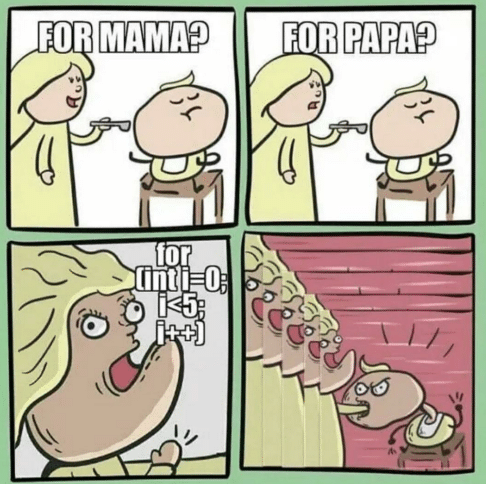 FOR MAMA?
FOR PAPA?
for
(int i=0;
i<5;
i++)